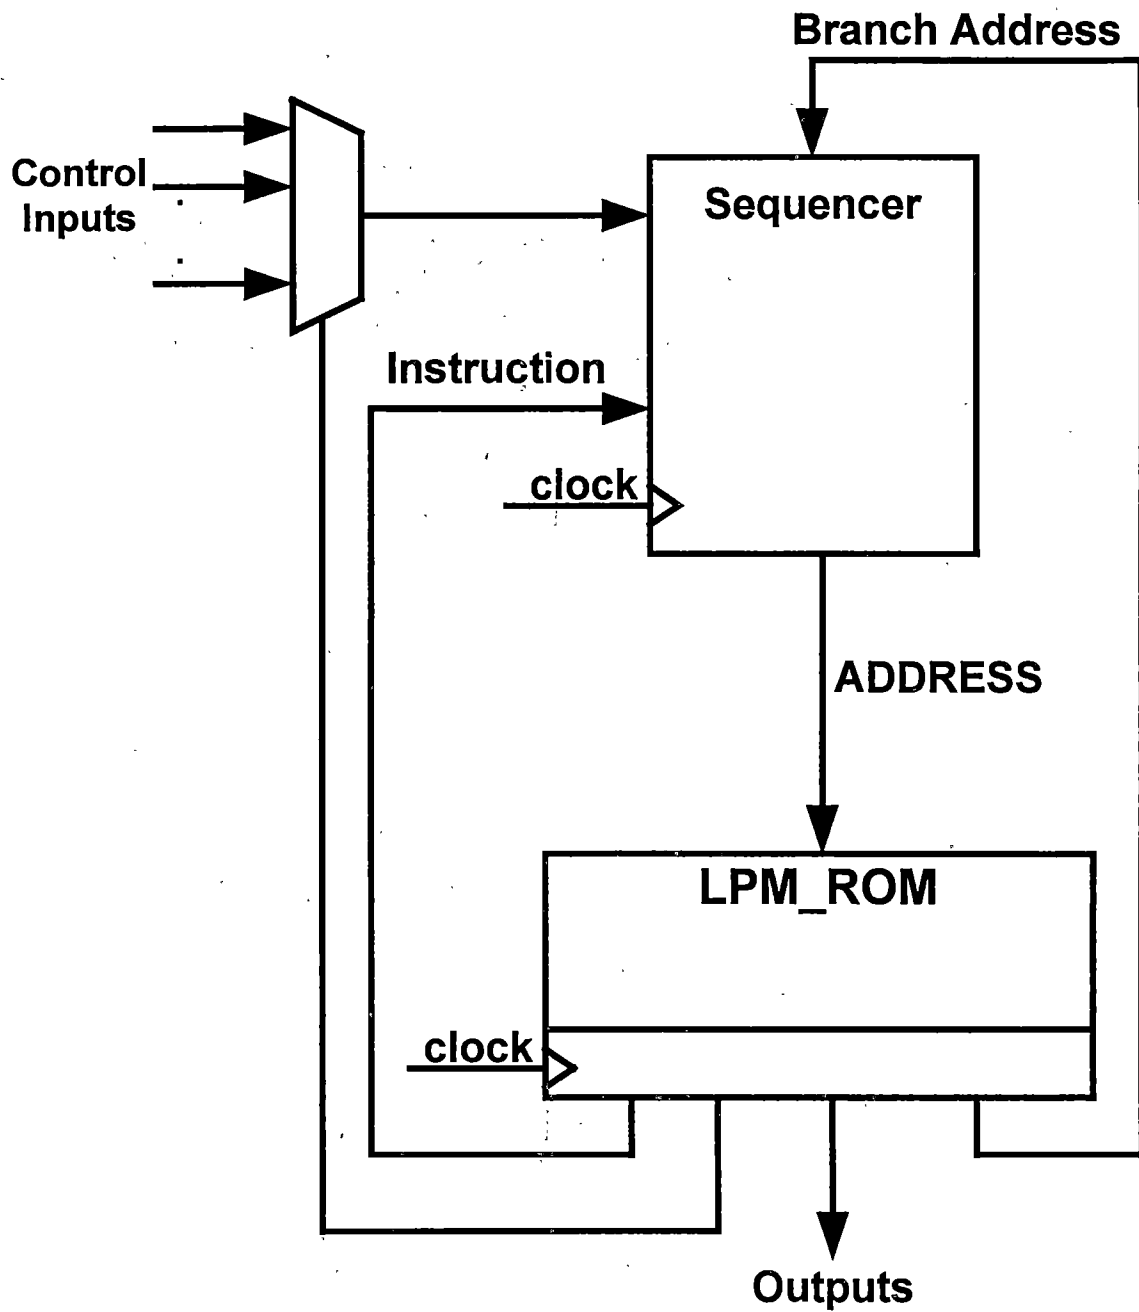 Branch Address
Control
Inputs
Sequencer
Instruction
clock
ADDRESS
LPM_ROM
clock
Outputs